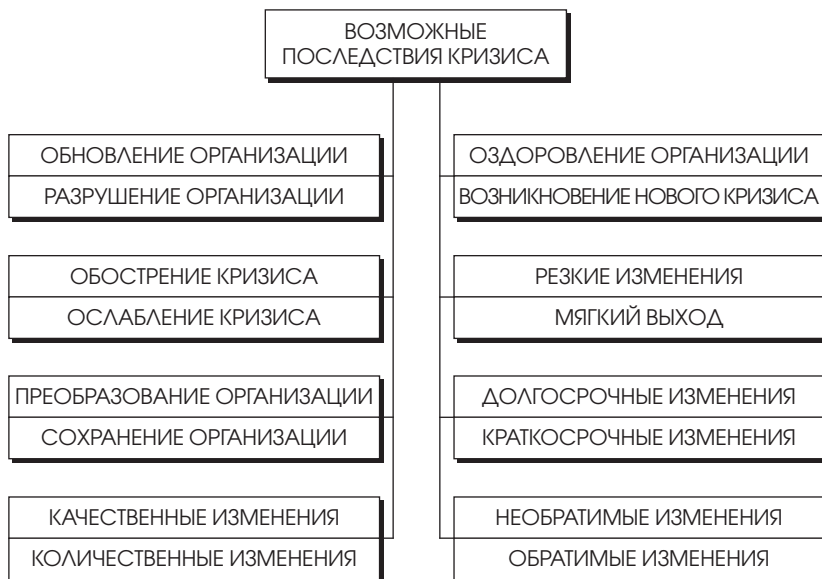 ВОЗМОЖНЫЕ
ПОСЛЕДСТВИЯ КРИЗИСА
ОБНОВЛЕНИЕ ОРГАНИЗАЦИИ
РАЗРУШЕНИЕ ОРГАНИЗАЦИИ
ОБОСТРЕНИЕ КРИЗИСА
ОСЛАБЛЕНИЕ КРИЗИСА
ПРЕОБРАЗОВАНИЕ ОРГАНИЗАЦИИ
СОХРАНЕНИЕ ОРГАНИЗАЦИИ
КАЧЕСТВЕННЫЕ ИЗМЕНЕНИЯ
КОЛИЧЕСТВЕННЫЕ ИЗМЕНЕНИЯ
ОЗДОРОВЛЕНИЕ ОРГАНИЗАЦИИ
ВОЗНИКНОВЕНИЕ НОВОГО КРИЗИСА
РЕЗКИЕ ИЗМЕНЕНИЯ
МЯГКИЙ ВЫХОД
ДОЛГОСРОЧНЫЕ ИЗМЕНЕНИЯ
КРАТКОСРОЧНЫЕ ИЗМЕНЕНИЯ
НЕОБРАТИМЫЕ ИЗМЕНЕНИЯ
ОБРАТИМЫЕ ИЗМЕНЕНИЯ